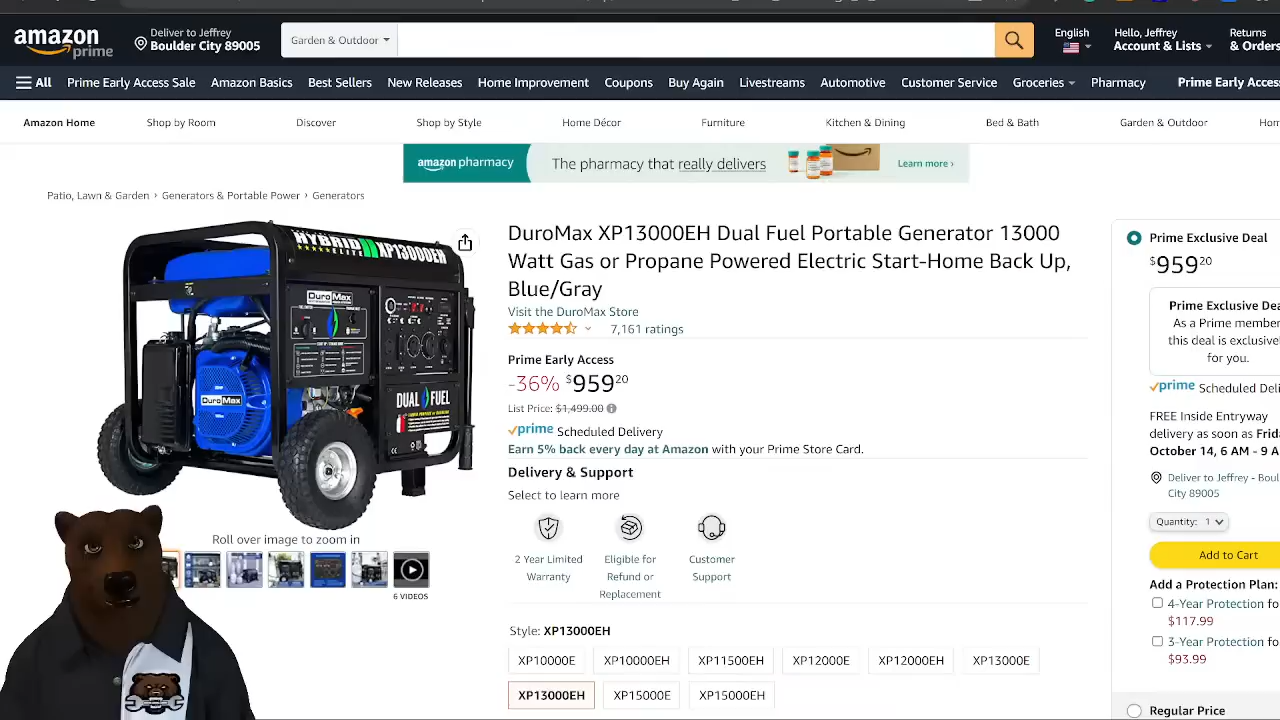 amazon
prime
Deliver to Jeffrey
Boulder City 89005
Garden & Outdoor
English
Hello, Jeffrey
Account & Lists
Returns
& Orders
All
Prime Early Access Sale
Amazon Basics
Best Sellers
New Releases
Home Improvement
Coupons
Buy Again
Livestreams
Automotive
Customer Service
Groceries
Pharmacy
Prime Early Acces
Amazon Home
Shop by Room
Discover
Shop by Style
Home Décor
Furniture
Kitchen & Dining
Bed & Bath
Garden & Outdoor
Hom
amazon pharmacy
The pharmacy that really delivers
Learn more ›
Patio, Lawn & Garden › Generators & Portable Power › Generators
HYBRID ELITE XP13000EH
DuroMax
DuroMax
DUAL FUEL
Roll over image to zoom in
6 VIDEOS
DuroMax XP13000EH Dual Fuel Portable Generator 13000
Watt Gas or Propane Powered Electric Start-Home Back Up,
Blue/Gray
Visit the DuroMax Store
7,161 ratings
Prime Early Access
-36% $959 20
List Price: $1,499.00
prime Scheduled Delivery
Earn 5% back every day at Amazon with your Prime Store Card.
Delivery & Support
Select to learn more
2 Year Limited
Warranty
Eligible for
Refund or
Replacement
Customer
Support
Style: XP13000EH
XP10000E
XP10000EH
XP11500EH
XP12000E
XP12000EH
XP13000E
XP13000EH
XP15000E
XP15000EH
Prime Exclusive Deal
$959 20
Prime Exclusive Dea
As a Prime member
this deal is exclusive
for you.
prime Scheduled Deli
FREE Inside Entryway
delivery as soon as Frida
October 14, 6 AM - 9 A
Deliver to Jeffrey - Boul
City 89005
Quantity: 1
Add to Cart
Add a Protection Plan:
4-Year Protection fo
$117.99
3-Year Protection fo
$93.99
Regular Price